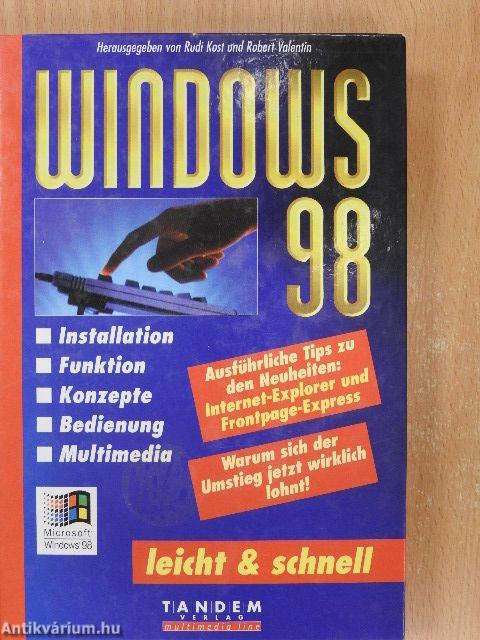 Herausgegeben von Rudi Kost und Robert Valentin
WINDOWS
98
Installation
Funktion
Konzepte
Bedienung
Multimedia
Ausführliche Tips zu
den Neuheiten:
Internet-Explorer und
Frontpage-Express
Warum sich der
Umstieg jetzt wirklich
lohnt!
Microsoft
Windows 98
leicht & schnell
TANDEM
VERLAG
multimedia line
Antikvárium.hu